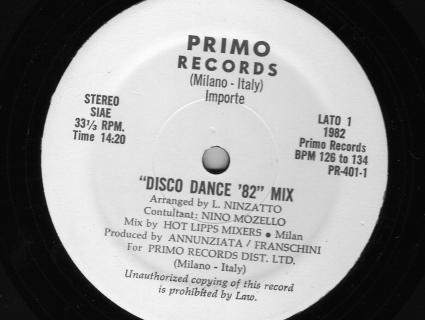 PRIMO
RECORDS
(Milano - Italy)
Importe
STEREO
SIAE
33⅓ RPM.
Time 14:20
LATO 1
1982
Primo Records
BPM 126 to 134
PR-401-1
"DISCO DANCE '82" MIX
Arranged by L. NINZATTO
Contultant: NINO MOZELLO
Mix by HOT LIPPS MIXERS • Milan
Produced by ANNUNZIATA / FRANSCHINI
For PRIMO RECORDS DIST. LTD.
(Milano - Italy)
Unauthorized copying of this record
is prohibited by Law.